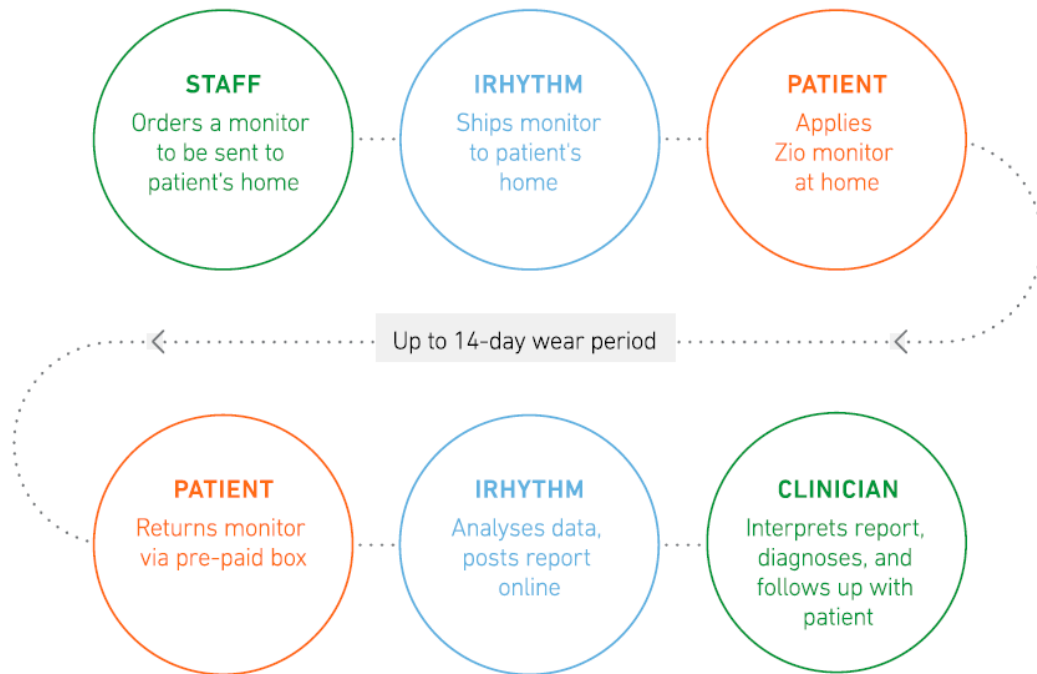 STAFF
Orders a monitor
to be sent to
patient's home
IRHYTHM
Ships monitor
to patient's
home
PATIENT
Applies
Zio monitor
at home
Up to 14-day wear period
PATIENT
Returns monitor
via pre-paid box
IRHYTHM
Analyses data,
posts report
online
CLINICIAN
Interprets report,
diagnoses, and
follows up with
patient